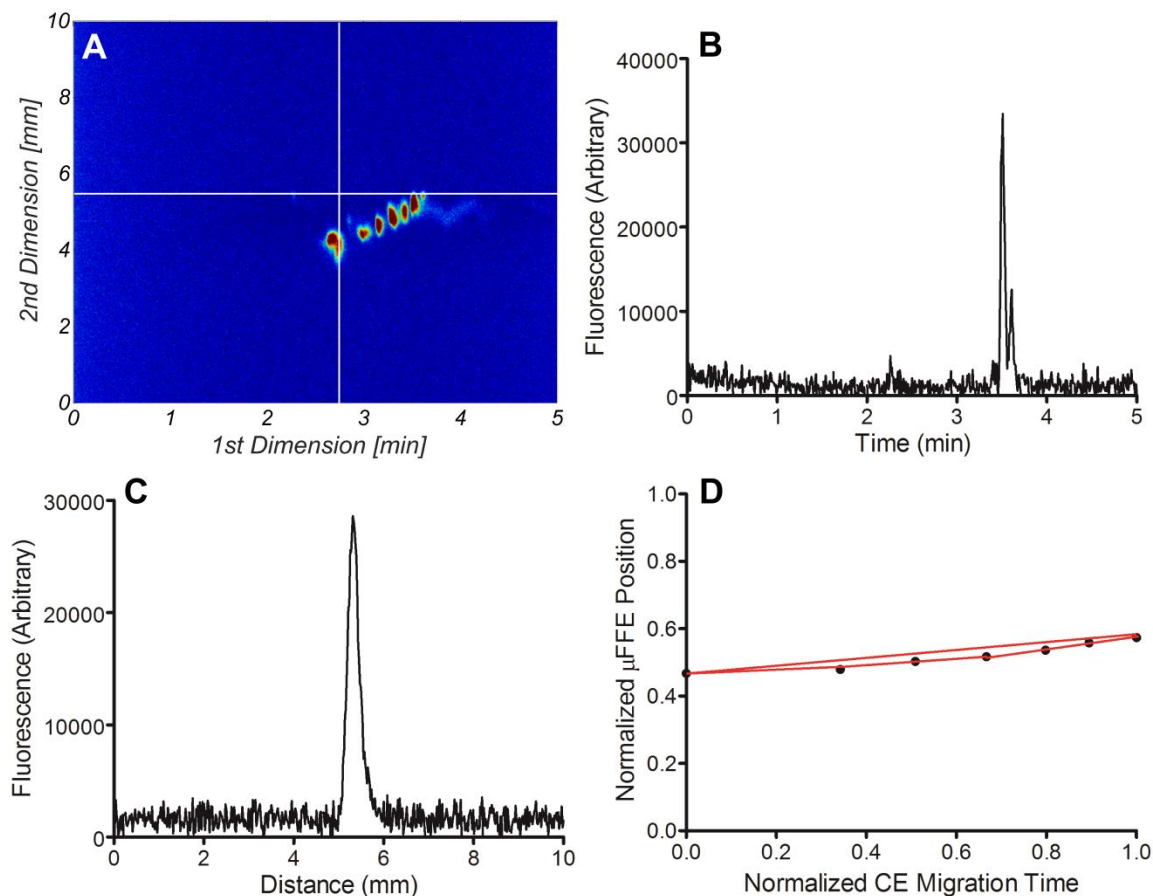 A
2nd Dimension [mm]
10
8
6
4
2
0
0 1 2 3 4 5
1st Dimension [min]
B
Fluorescence (Arbitrary)
40000
30000
20000
10000
0
0 1 2 3 4 5
Time (min)
C
Fluorescence (Arbitrary)
30000
20000
10000
0
0 2 4 6 8 10
Distance (mm)
D
Normalized μFFE Position
1.0
0.8
0.6
0.4
0.2
0.0
0.0 0.2 0.4 0.6 0.8 1.0
Normalized CE Migration Time